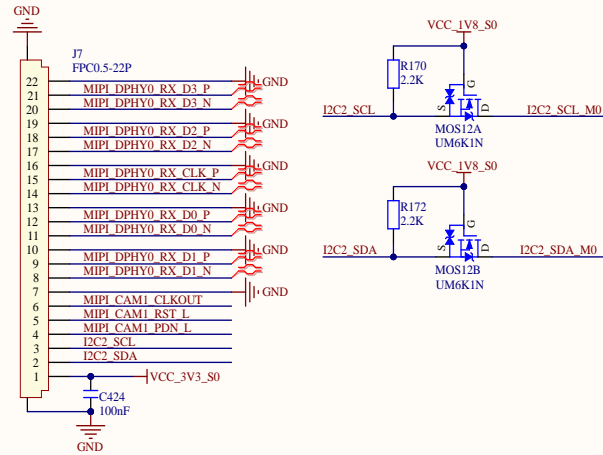 GND
J7
FPC0.5-22P
22
GND
21
MIPI_DPHY0_RX_D3_P
20
MIPI_DPHY0_RX_D3_N
19
GND
18
MIPI_DPHY0_RX_D2_P
17
MIPI_DPHY0_RX_D2_N
16
GND
15
MIPI_DPHY0_RX_CLK_P
14
MIPI_DPHY0_RX_CLK_N
13
GND
12
MIPI_DPHY0_RX_D0_P
11
MIPI_DPHY0_RX_D0_N
10
GND
9
MIPI_DPHY0_RX_D1_P
8
MIPI_DPHY0_RX_D1_N
7
GND
6
MIPI_CAM1_CLKOUT
5
MIPI_CAM1_RST_L
4
MIPI_CAM1_PDN_L
3
I2C2_SCL
2
I2C2_SDA
1
VCC_3V3_S0
C424
100nF
GND
VCC_1V8_S0
R170
2.2K
G
I2C2_SCL
S
D
I2C2_SCL_M0
MOS12A
UM6K1N
VCC_1V8_S0
R172
2.2K
G
I2C2_SDA
S
D
I2C2_SDA_M0
MOS12B
UM6K1N